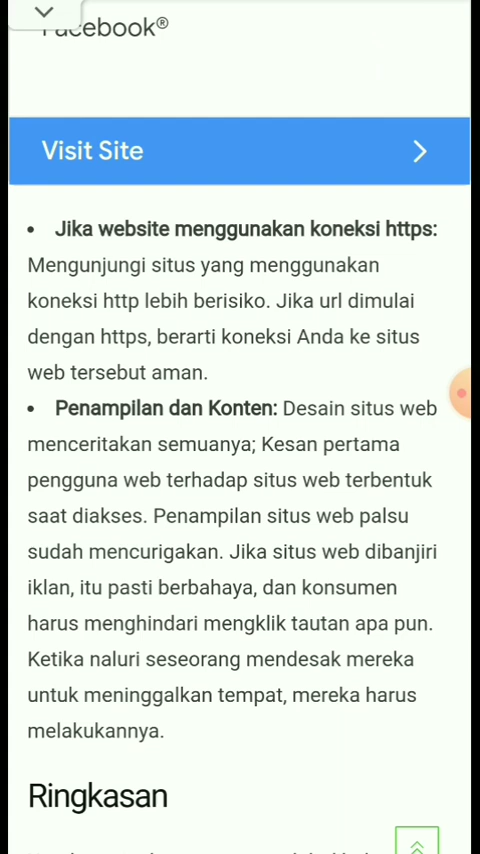 Facebook®
Visit Site
• Jika website menggunakan koneksi https:
Mengunjungi situs yang menggunakan
koneksi http lebih berisiko. Jika url dimulai
dengan https, berarti koneksi Anda ke situs
web tersebut aman.
• Penampilan dan Konten: Desain situs web
menceritakan semuanya; Kesan pertama
pengguna web terhadap situs web terbentuk
saat diakses. Penampilan situs web palsu
sudah mencurigakan. Jika situs web dibanjiri
iklan, itu pasti berbahaya, dan konsumen
harus menghindari mengklik tautan apa pun.
Ketika naluri seseorang mendesak mereka
untuk meninggalkan tempat, mereka harus
melakukannya.
Ringkasan